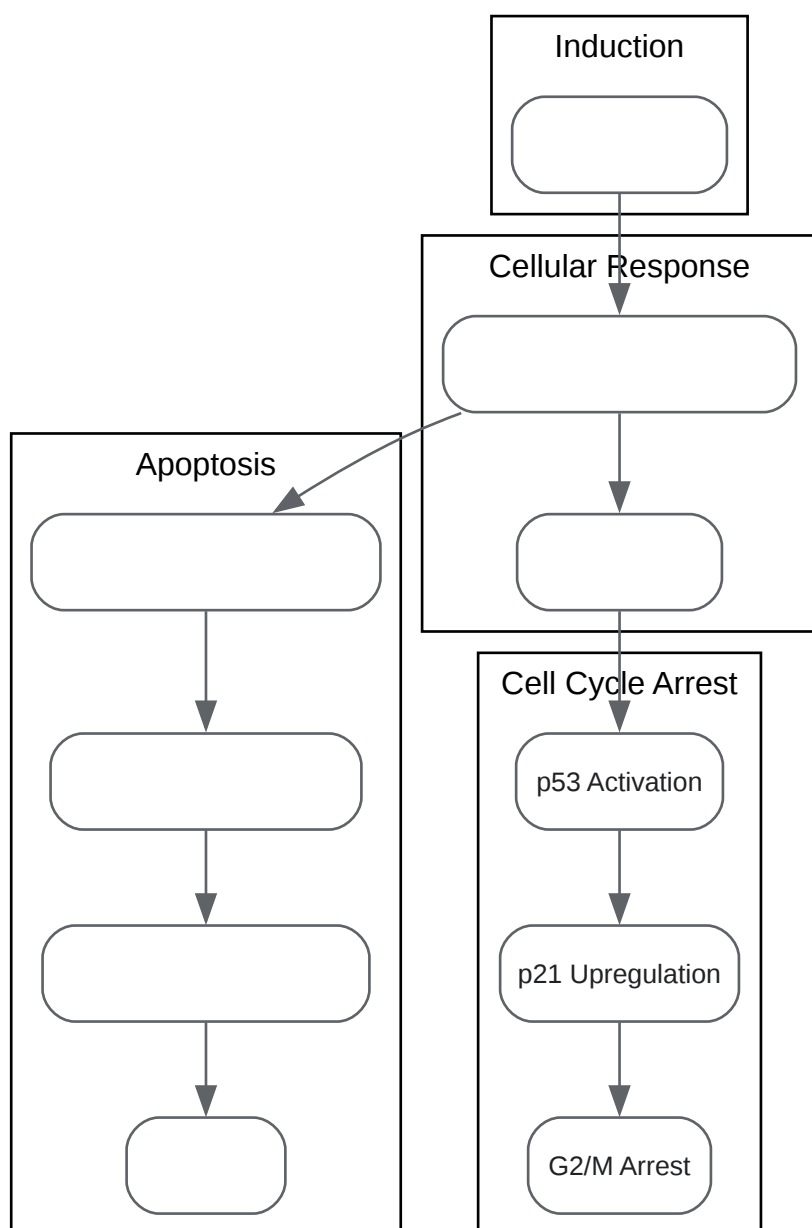 Induction
Cellular Response
Apoptosis
Cell Cycle Arrest
p53 Activation
p21 Upregulation
G2/M Arrest